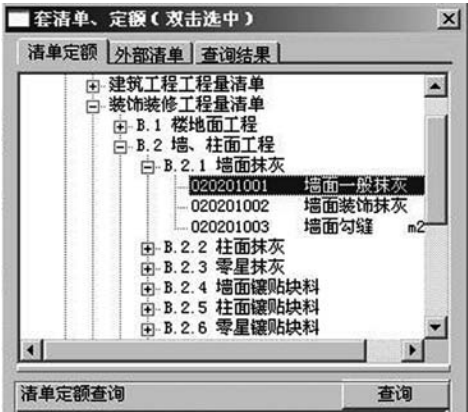 套清单、定额(双击选中)
清单定额 外部清单 查询结果
建筑工程工程量清单
装饰装修工程量清单
B.1 楼地面工程
B.2 墙、柱面工程
B.2.1 墙面抹灰
020201001 墙面一般抹灰
020201002 墙面装饰抹灰
020201003 墙面勾缝 m2
B.2.2 柱面抹灰
B.2.3 零星抹灰
B.2.4 墙面镶贴块料
B.2.5 柱面镶贴块料
B.2.6 零星镶贴块料
清单定额查询 查询